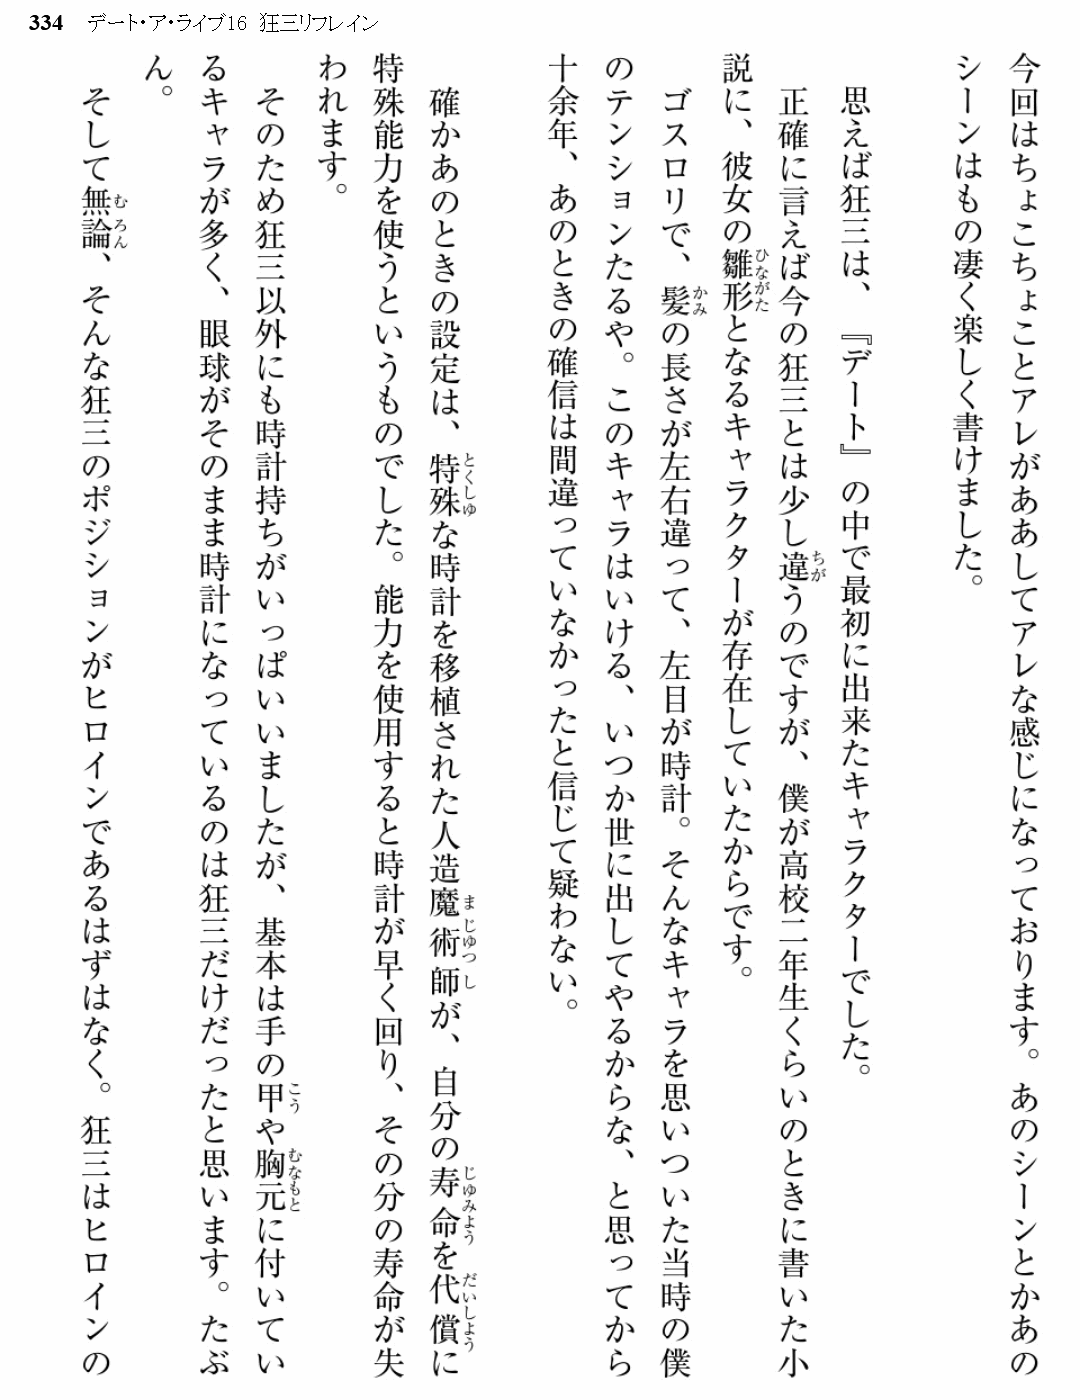 334 デート・ア・ライブ16 狂三リフレイン
今回はちょこちょことアレがああしてアレな感じになっております。あのシーンとかあの
シーンはもの凄く楽しく書けました。
思えば狂三は、『デート』の中で最初に出来たキャラクターでした。
正確に言えば今の狂三とは少し違うのですが、僕が高校二年生くらいのときに書いた小
説に、彼女の雛形となるキャラクターが存在していたからです。
ゴスロリで、髪の長さが左右違って、左目が時計。そんなキャラを思いついた当時の僕
のテンションたるや。このキャラはいける、いつか世に出してやるからな、と思ってから
十余年、あのときの確信は間違っていなかったと信じて疑わない。
確かあのときの設定は、特殊な時計を移植された人造魔術師が、自分の寿命を代償に
特殊能力を使うというものでした。能力を使用すると時計が早く回り、その分の寿命が失
われます。
そのため狂三以外にも時計持ちがいっぱいいましたが、基本は手の甲や胸元に付いてい
るキャラが多く、眼球がそのまま時計になっているのは狂三だけだったと思います。たぶ
ん。
そして無論、そんな狂三のポジションがヒロインであるはずはなく。狂三はヒロインの